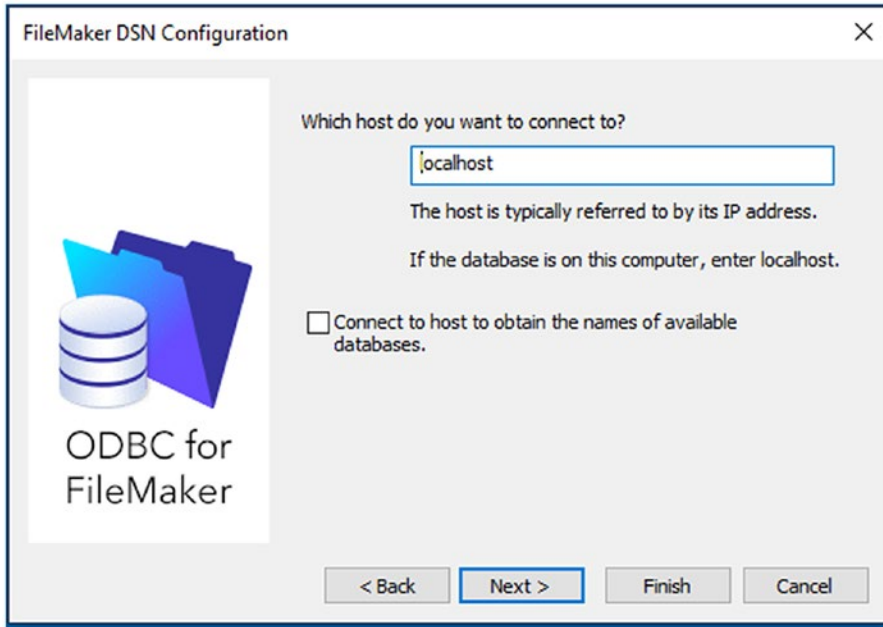 FileMaker DSN Configuration
Which host do you want to connect to?
localhost
The host is typically referred to by its IP address.
If the database is on this computer, enter localhost.
Connect to host to obtain the names of available
databases.
ODBC for
FileMaker
< Back Next > Finish Cancel